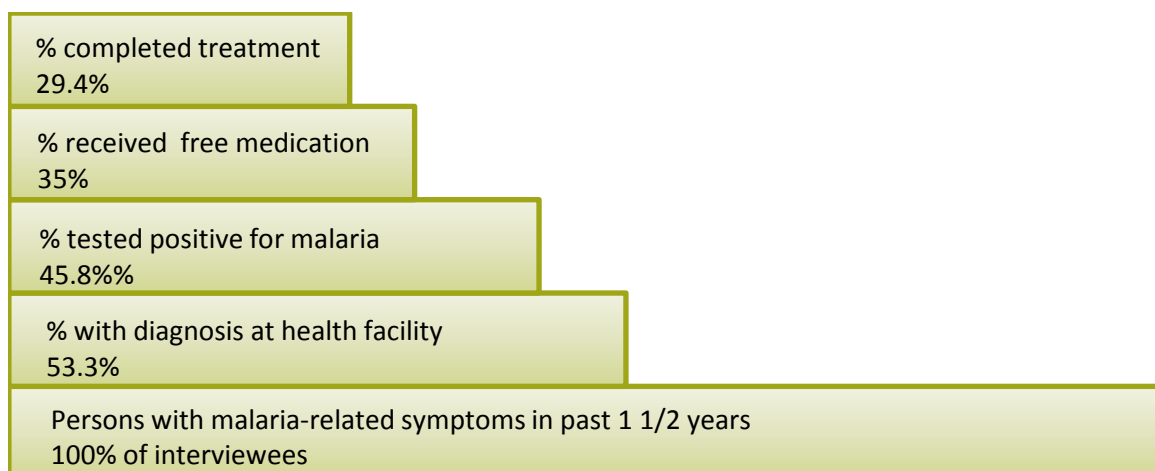 % completed treatment
29.4%
% received  free medication
35%
% tested positive for malaria
45.8%%
% with diagnosis at health facility
53.3%
Persons with malaria-related symptoms in past 1 1/2 years
100% of interviewees